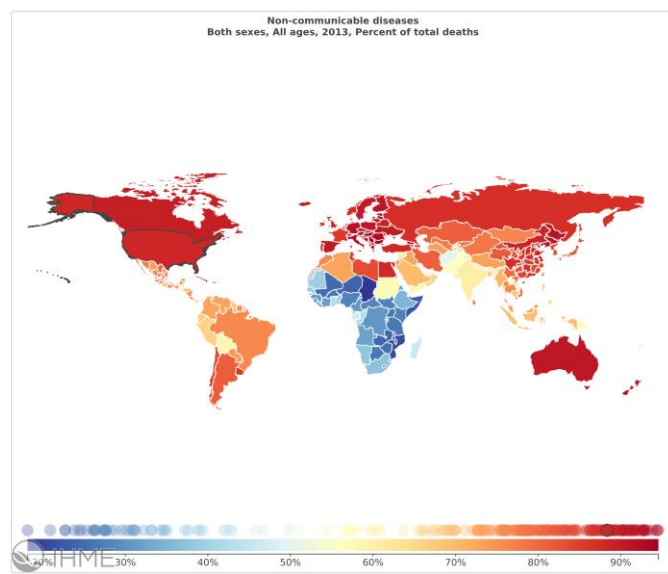 Non-communicable diseases
Both sexes, All ages, 2013, Percent of total deaths
IHME
20% 30% 40% 50% 60% 70% 80% 90%